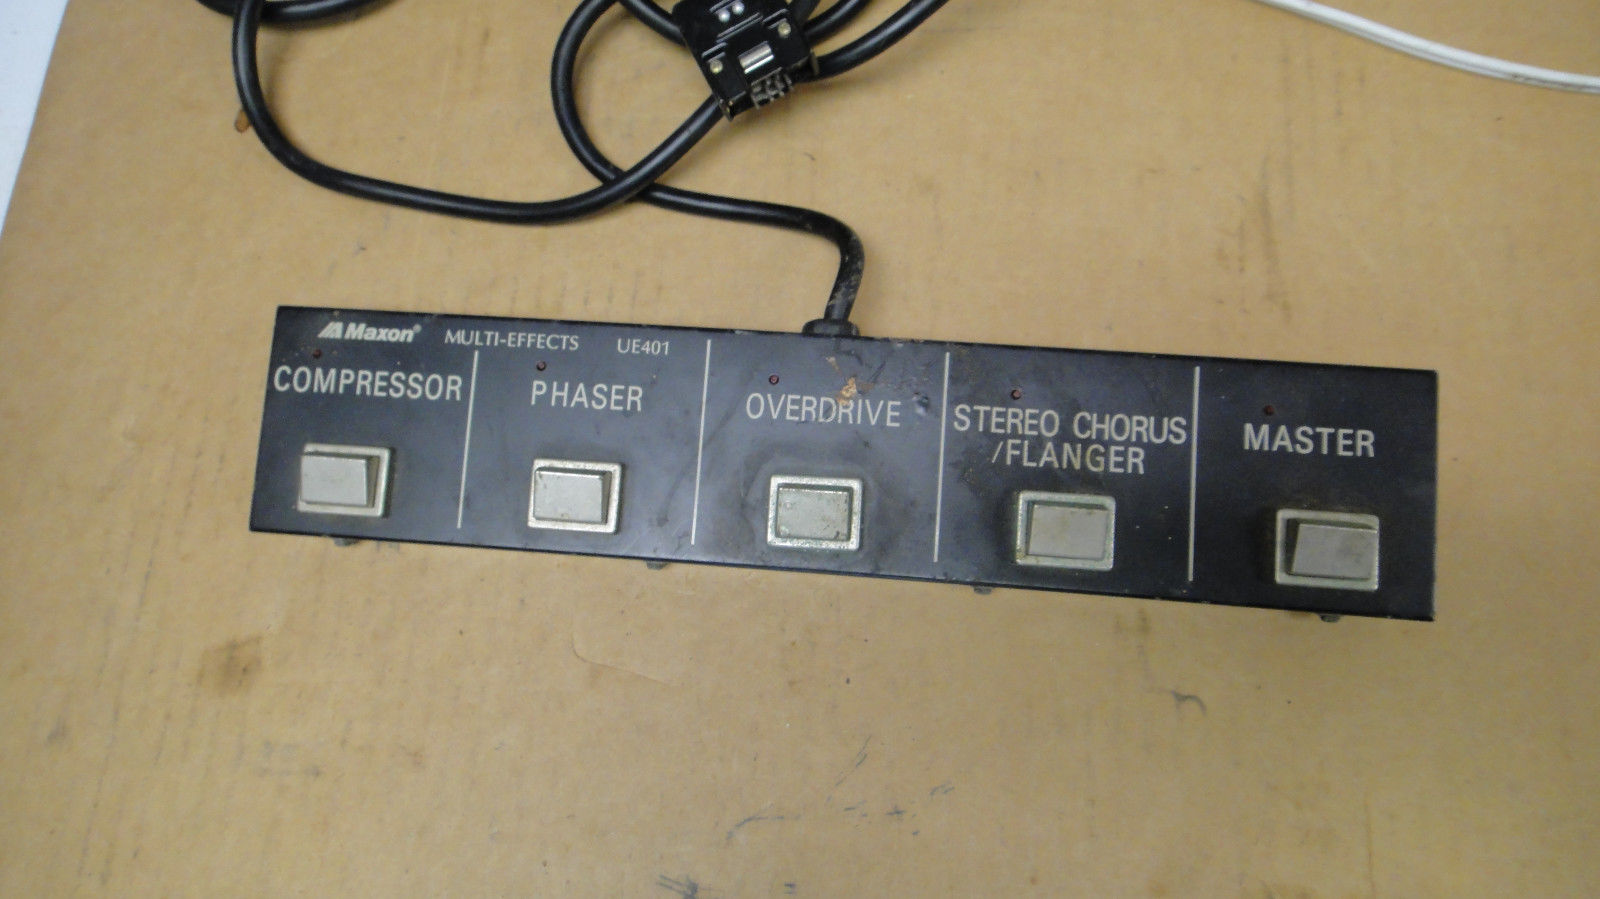 Maxon® MULTI-EFFECTS UE401
COMPRESSOR
PHASER
OVERDRIVE
STEREO CHORUS
/FLANGER
MASTER